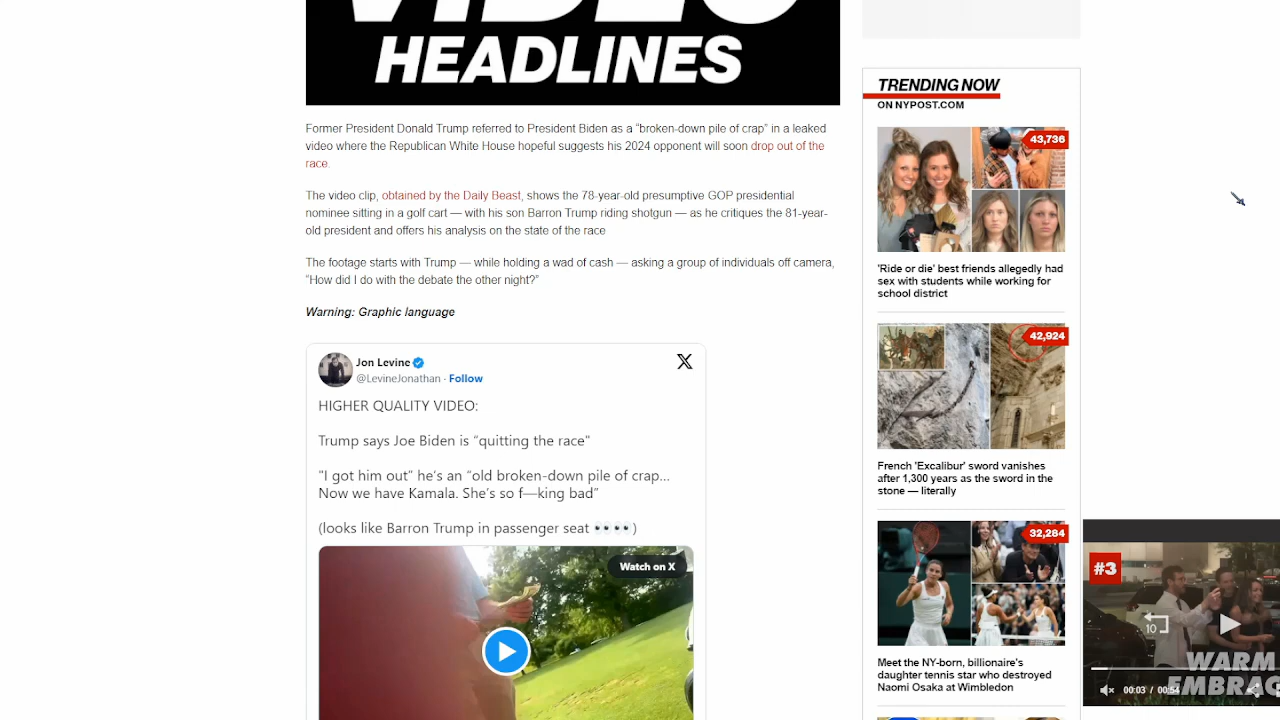 VIDEO
HEADLINES
Former President Donald Trump referred to President Biden as a “broken-down pile of crap” in a leaked
video where the Republican White House hopeful suggests his 2024 opponent will soon drop out of the
race.
The video clip, obtained by the Daily Beast, shows the 78-year-old presumptive GOP presidential
nominee sitting in a golf cart — with his son Barron Trump riding shotgun — as he critiques the 81-year-
old president and offers his analysis on the state of the race
The footage starts with Trump — while holding a wad of cash — asking a group of individuals off camera,
“How did I do with the debate the other night?”
Warning: Graphic language
Jon Levine
@LevineJonathan · Follow
HIGHER QUALITY VIDEO:
Trump says Joe Biden is “quitting the race”
"I got him out” he’s an “old broken-down pile of crap...
Now we have Kamala. She’s so f—king bad”
(looks like Barron Trump in passenger seat 👀👀)
Watch on X
TRENDING NOW
ON NYPOST.COM
43,736
'Ride or die' best friends allegedly had
sex with students while working for
school district
42,924
French 'Excalibur' sword vanishes
after 1,300 years as the sword in the
stone — literally
32,284
Meet the NY-born, billionaire's
daughter tennis star who destroyed
Naomi Osaka at Wimbledon
#3
10
WARM
EMBRAC
00:03 / 00:54